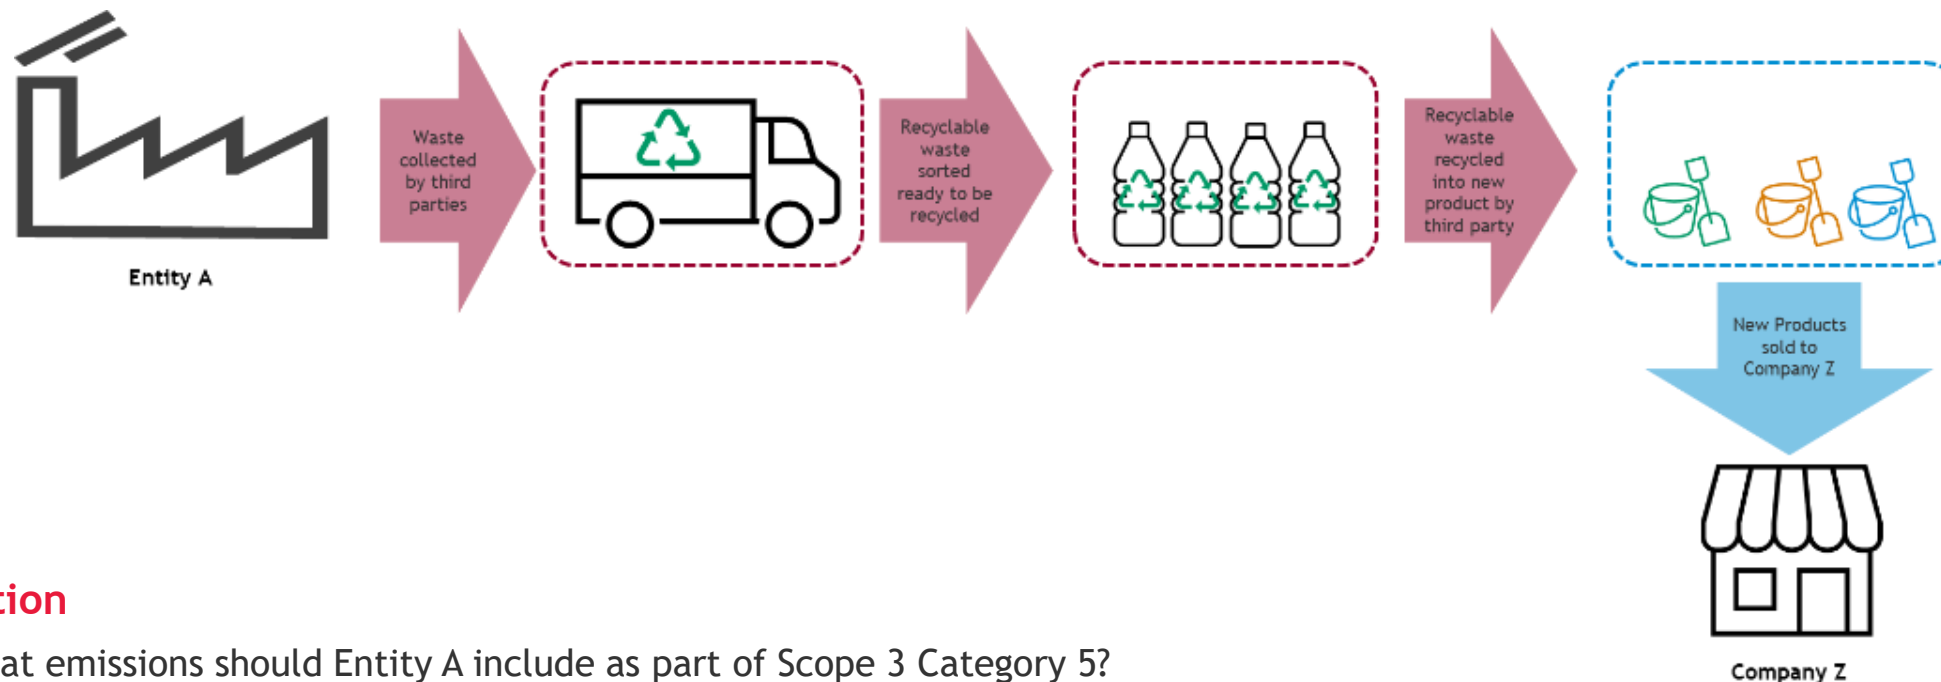 Waste
collected
by third
parties
Recyclable
waste
sorted
ready to be
recycled
Recyclable
waste
recycled
into new
product by
third party
Entity A
New Products
sold to
Company Z
tion
at emissions should Entity A include as part of Scope 3 Category 5?
Company Z